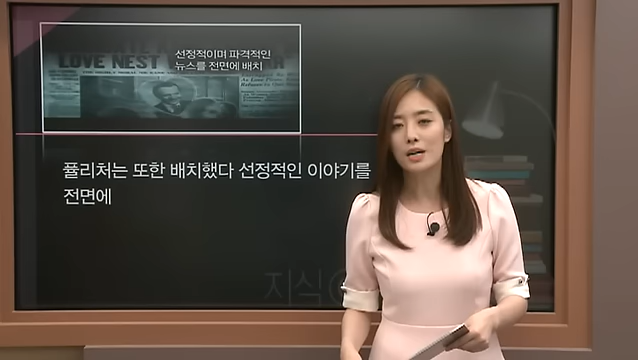 LOVE NEST
선정적이며 파격적인
뉴스를 전면에 배치
퓰리처는 또한 배치했다 선정적인 이야기를
전면에
지식